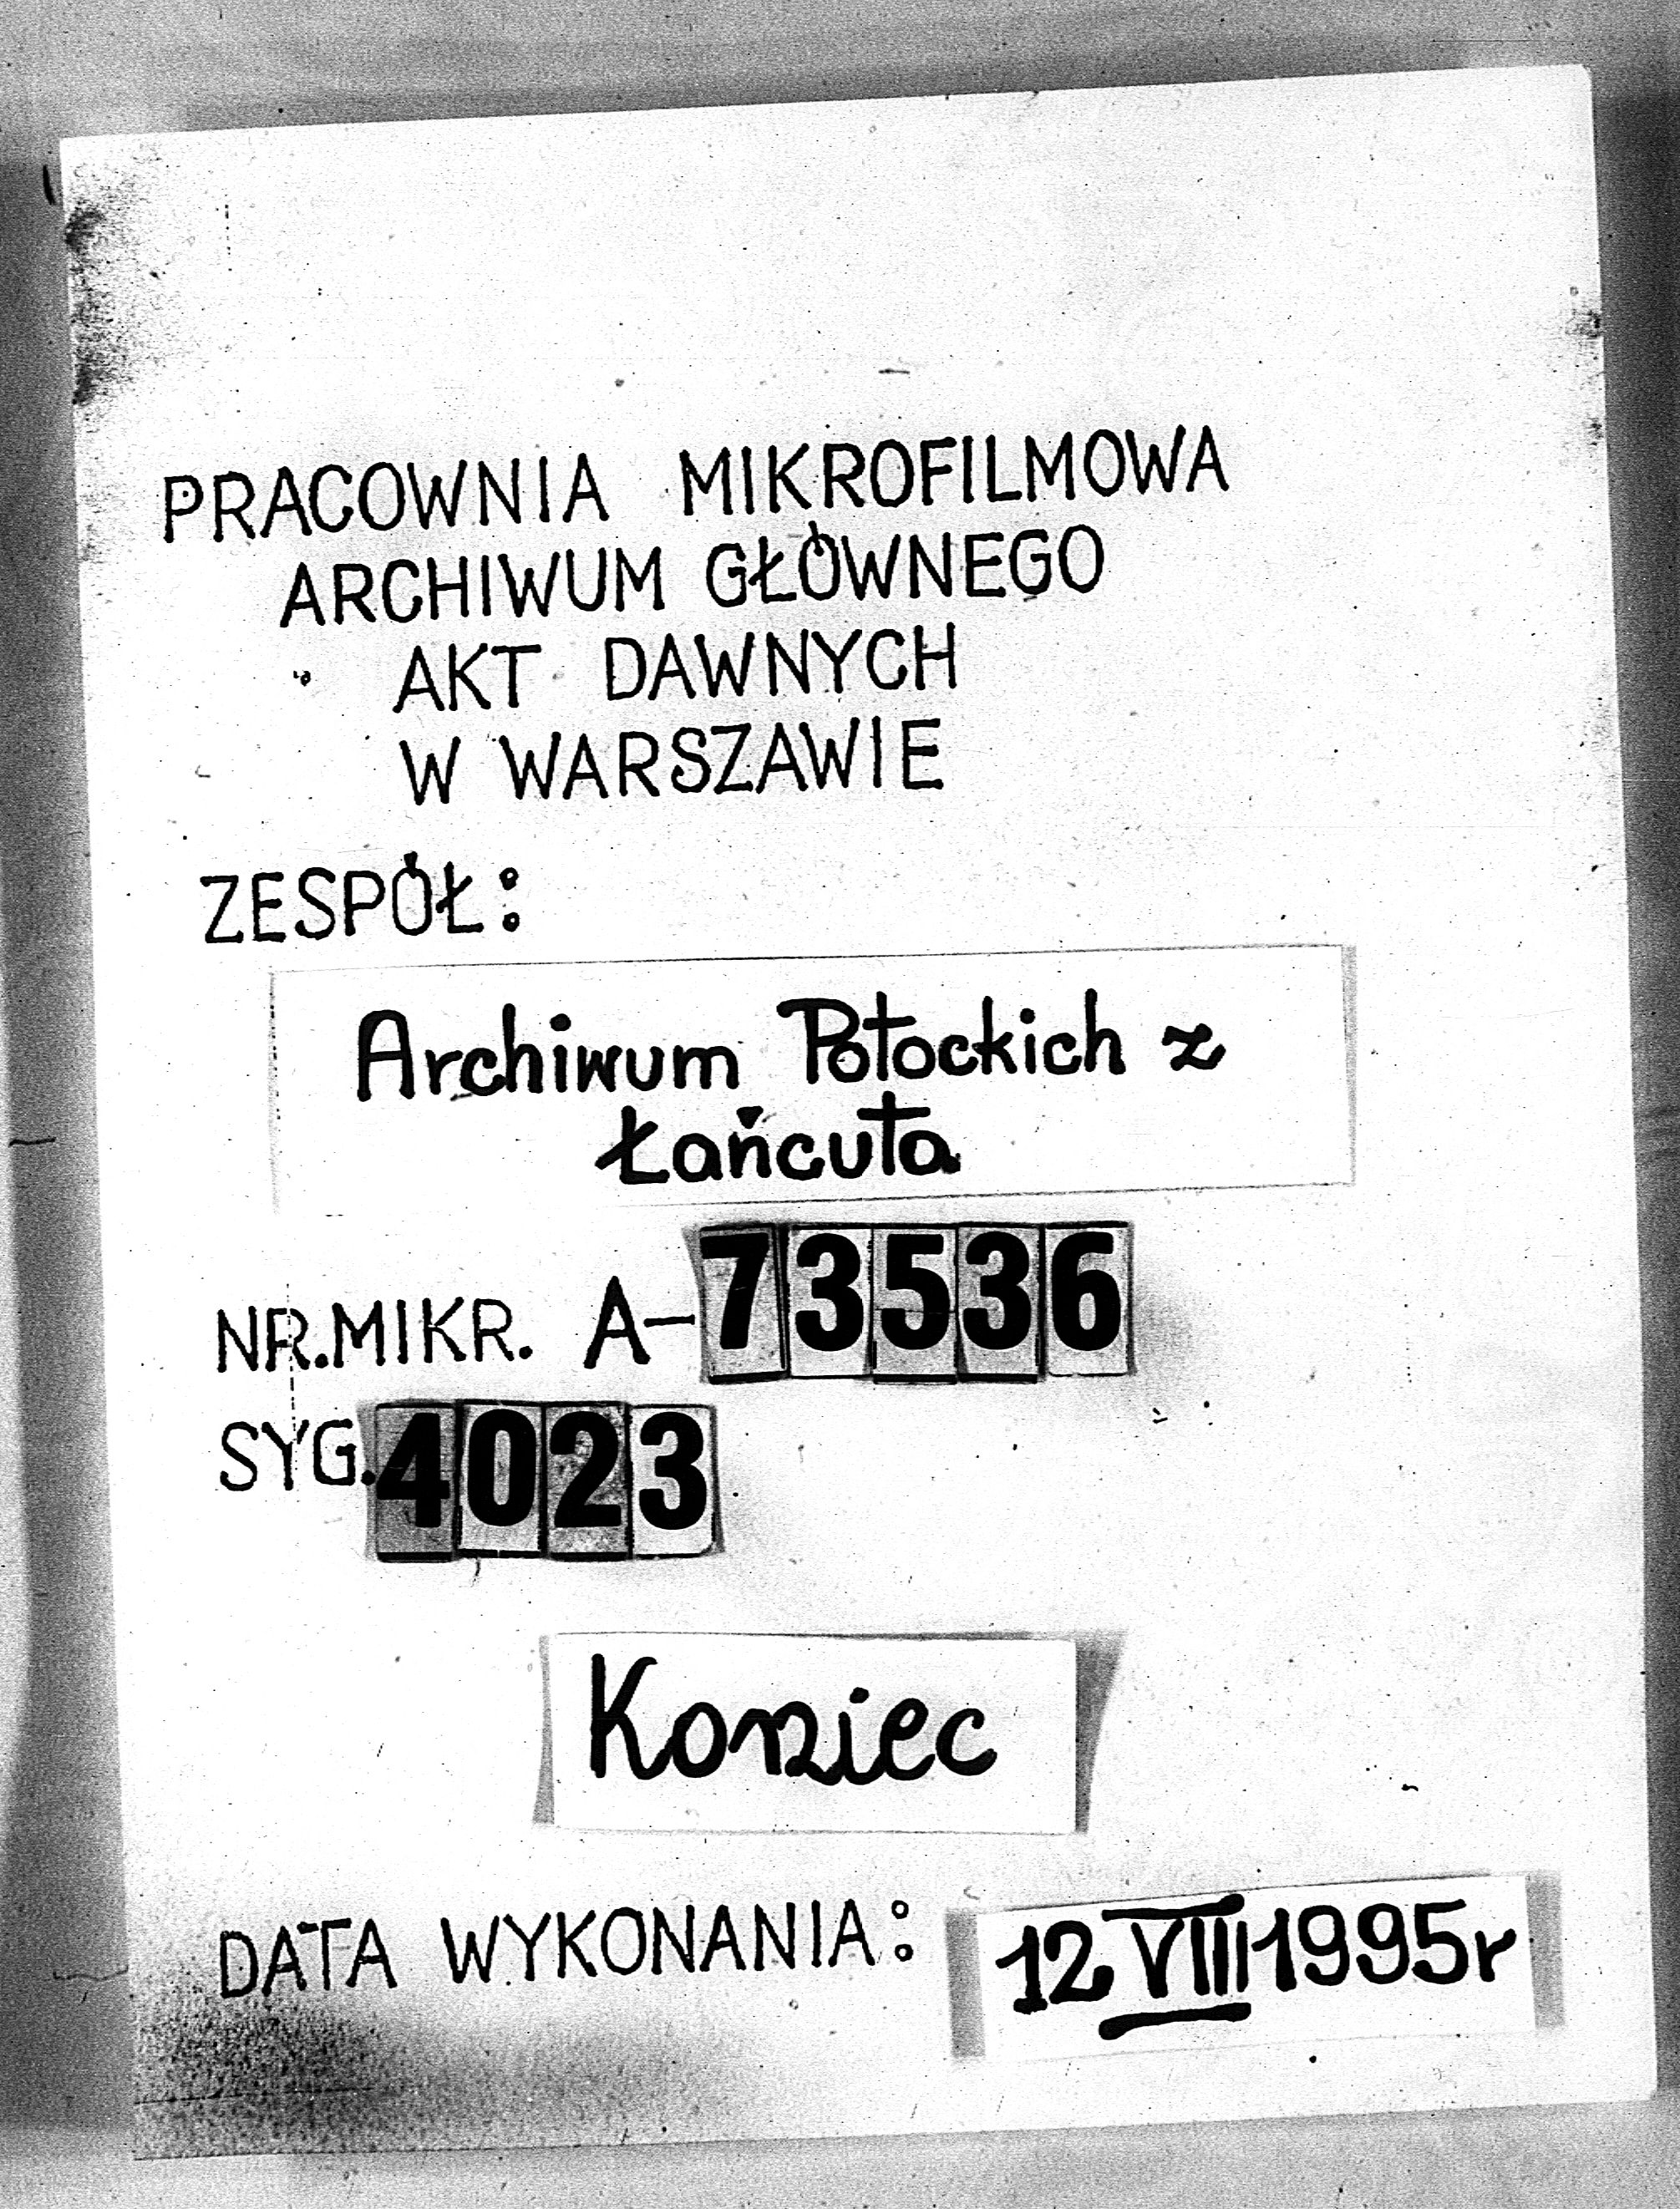 PRACOWNIA MIKROFILMOWA
ARCHIWUM GŁÓWNEGO
AKT DAWNYCH
W WARSZAWIE
ZESPÓŁ:
Archiwum Potockich z
Łańcuta
NR.MIKR. A-73536
SYG.4023
Koniec
DATA WYKONANIA: 12 VIII 1995r